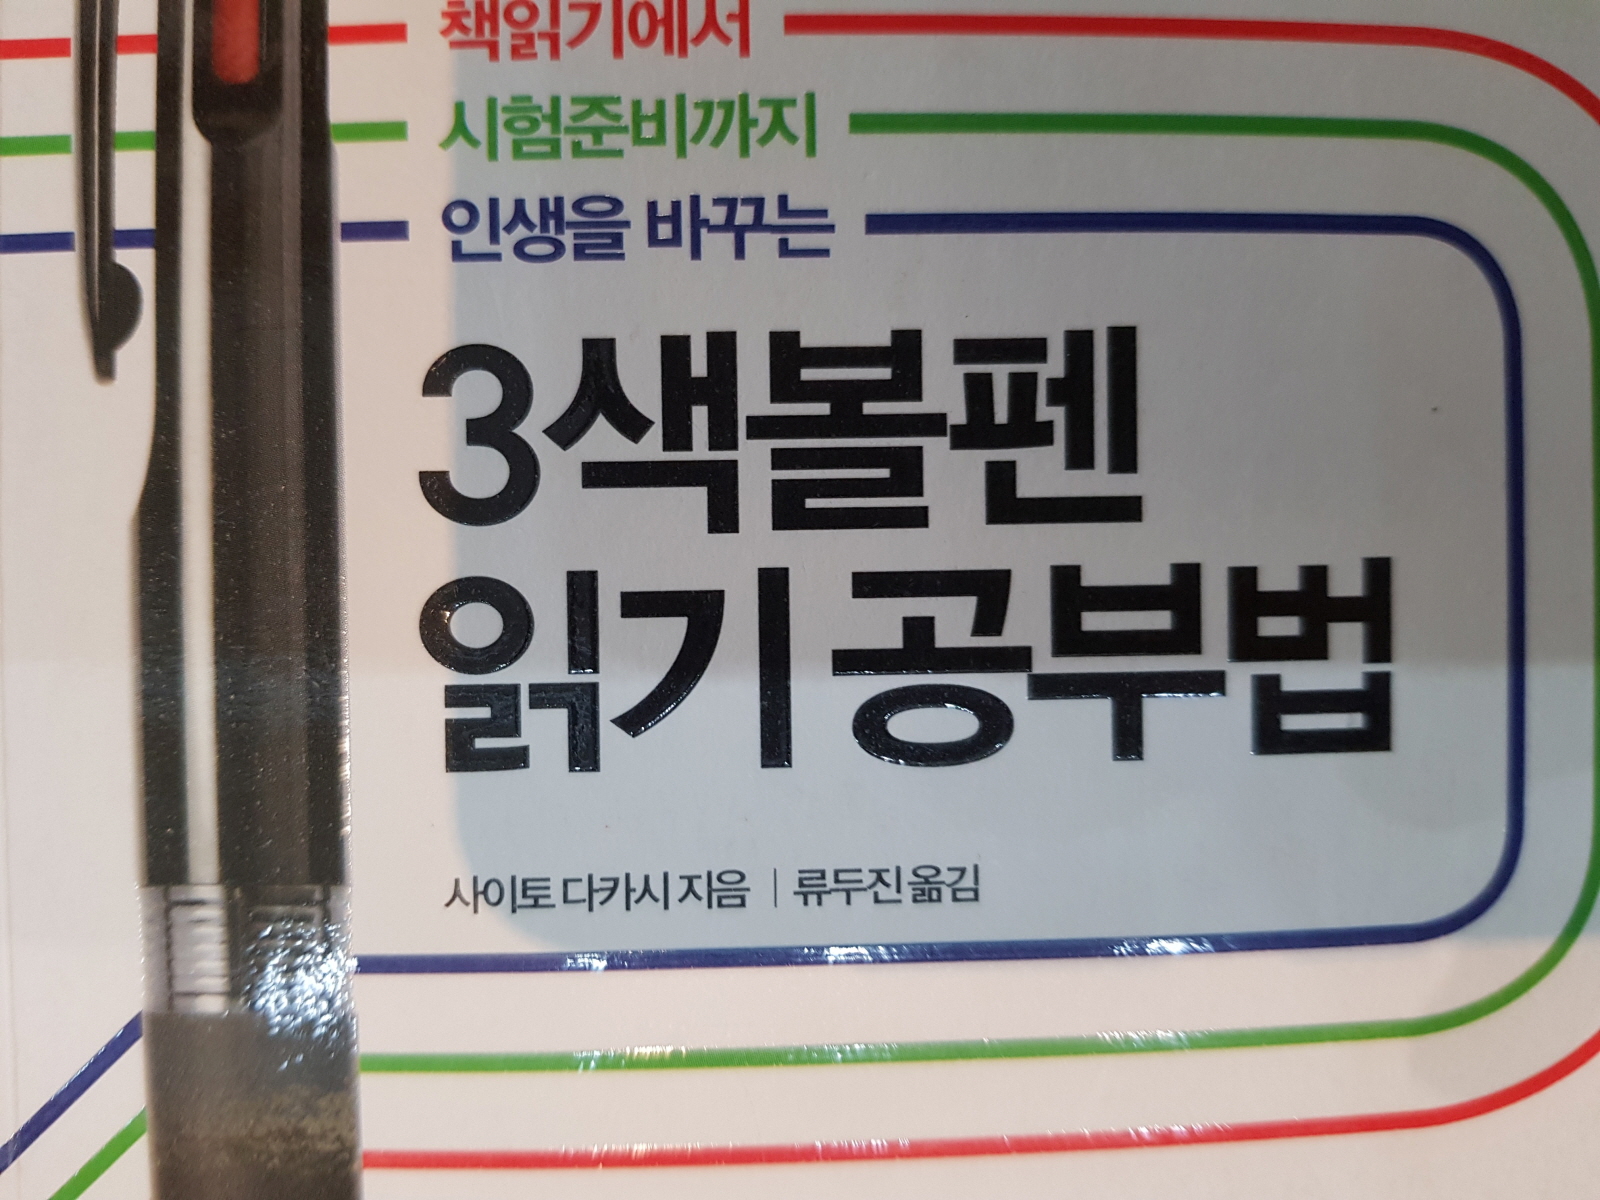 책읽기에서
시험준비까지
인생을 바꾸는
3색볼펜
읽기 공부법
사이토 다카시 지음 | 류두진 옮김